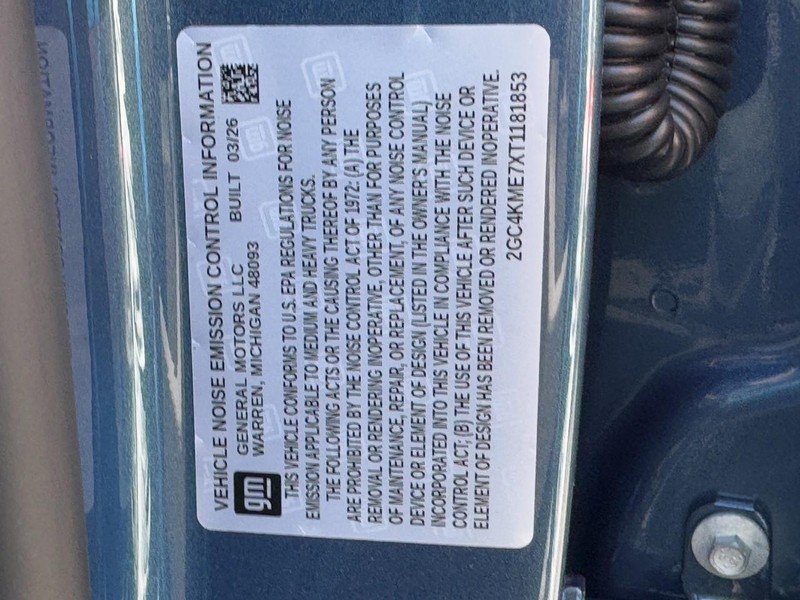 VEHICLE NOISE EMISSION CONTROL INFORMATION
gm
GENERAL MOTORS LLC BUILT 03/26
WARREN, MICHIGAN 48093
THIS VEHICLE CONFORMS TO U.S. EPA REGULATIONS FOR NOISE
EMISSION APPLICABLE TO MEDIUM AND HEAVY TRUCKS.
THE FOLLOWING ACTS OR THE CAUSING THEREOF BY ANY PERSON
ARE PROHIBITED BY THE NOISE CONTROL ACT OF 1972: (A) THE
REMOVAL OR RENDERING INOPERATIVE, OTHER THAN FOR PURPOSES
OF MAINTENANCE, REPAIR, OR REPLACEMENT, OF ANY NOISE CONTROL
DEVICE OR ELEMENT OF DESIGN (LISTED IN THE OWNER'S MANUAL)
INCORPORATED INTO THIS VEHICLE IN COMPLIANCE WITH THE NOISE
CONTROL ACT; (B) THE USE OF THIS VEHICLE AFTER SUCH DEVICE OR
ELEMENT OF DESIGN HAS BEEN REMOVED OR RENDERED INOPERATIVE.
2GC4KME7XT1181853